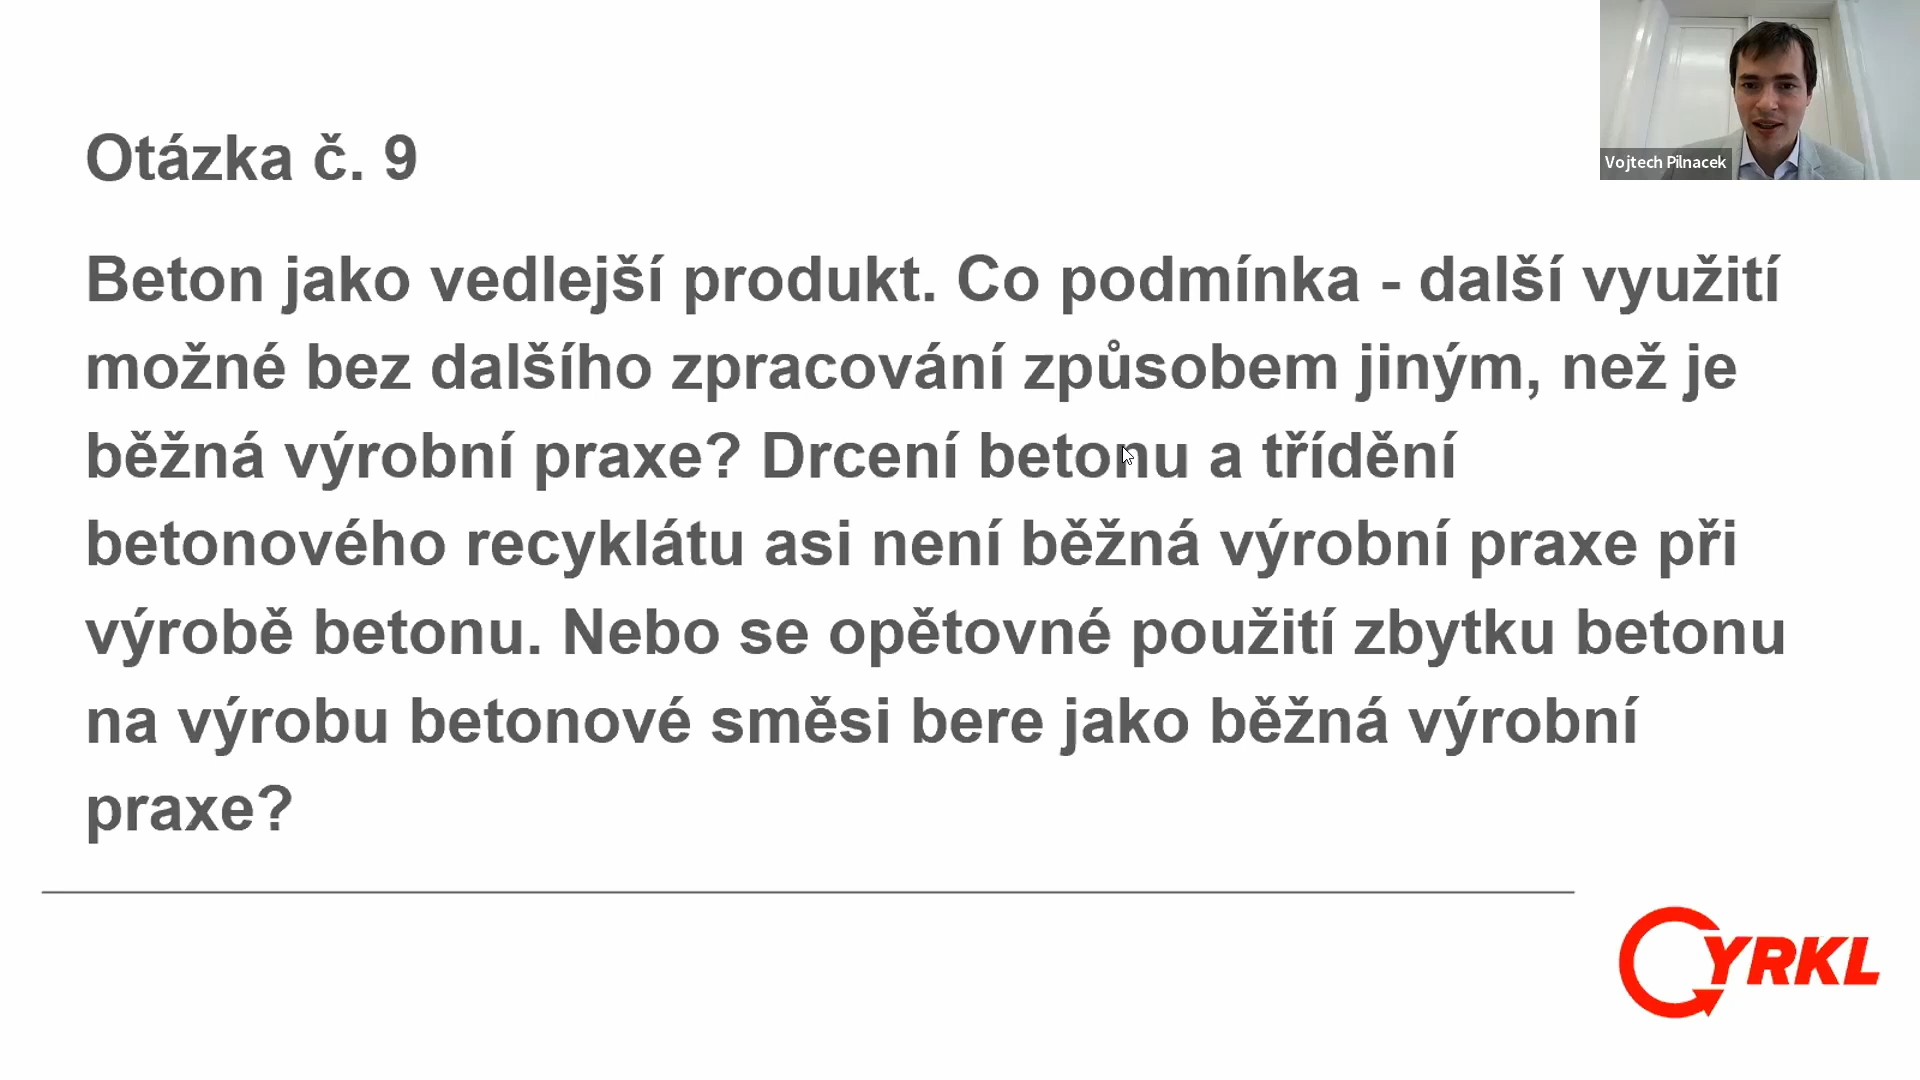 Otázka č. 9
Vojtech Pilnacek
Beton jako vedlejší produkt. Co podmínka - další využití
možné bez dalšího zpracování způsobem jiným, než je
běžná výrobní praxe? Drcení betonu a třídění
betonového recyklátu asi není běžná výrobní praxe při
výrobě betonu. Nebo se opětovné použití zbytku betonu
na výrobu betonové směsi bere jako běžná výrobní
praxe?
CYRKL